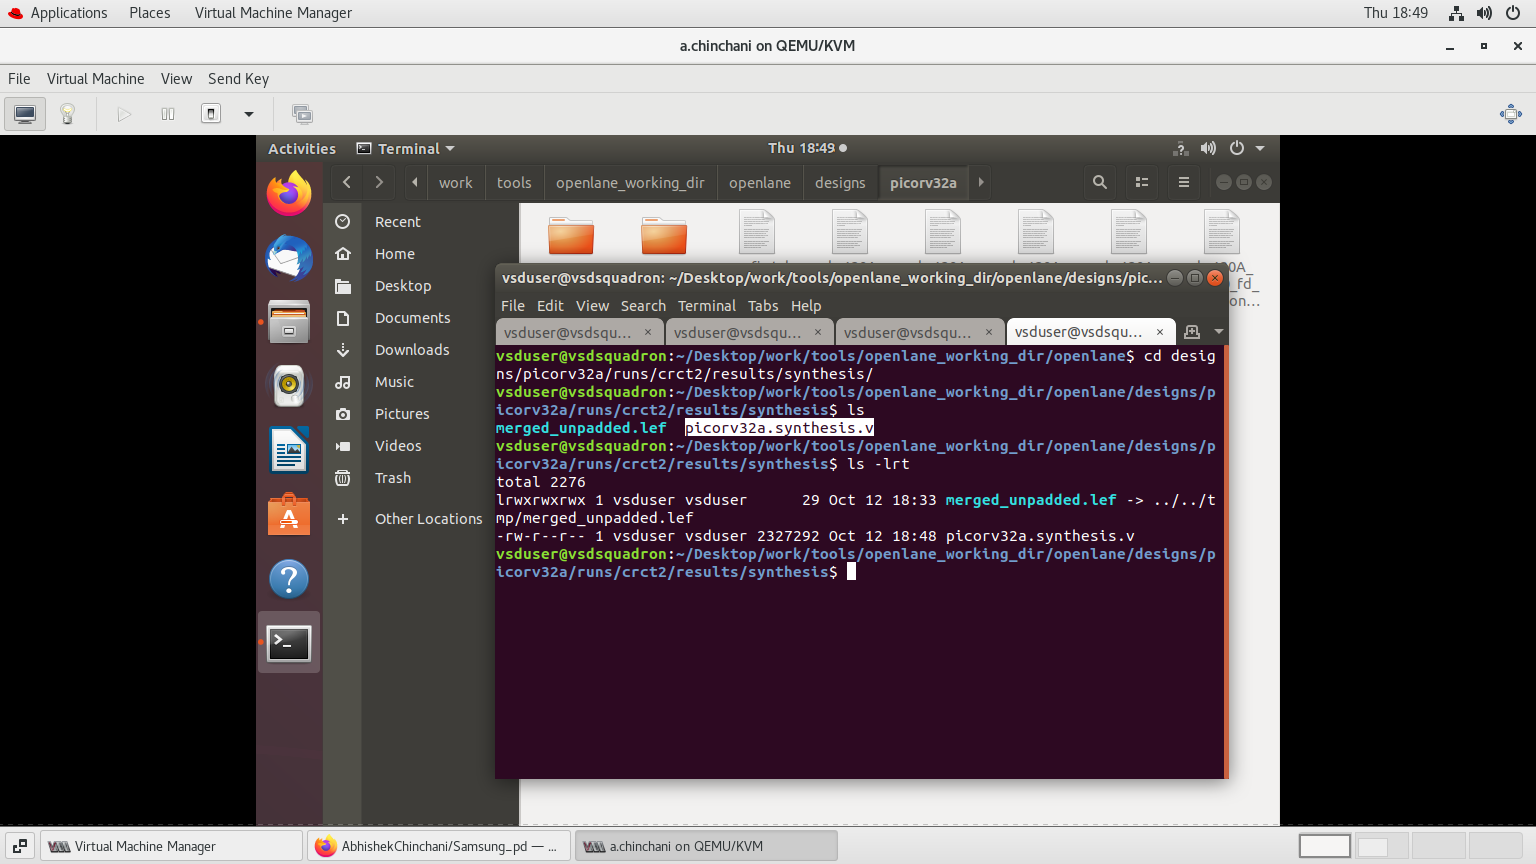 Applications Places Virtual Machine Manager Thu 18:49
a.chinchani on QEMU/KVM
File Virtual Machine View Send Key
Activities Terminal Thu 18:49
work tools openlane_working_dir openlane designs picorv32a
Recent
Home
Desktop
Documents
Downloads
Music
Pictures
Videos
Trash
Other Locations
vsduser@vsdsquadron: ~/Desktop/work/tools/openlane_working_dir/openlane/designs/pic...
File Edit View Search Terminal Tabs Help
vsduser@vsdsqu... vsduser@vsdsqu... vsduser@vsdsqu... vsduser@vsdsqu...
vsduser@vsdsquadron:~/Desktop/work/tools/openlane_working_dir/openlane$ cd desig
ns/picorv32a/runs/crct2/results/synthesis/
vsduser@vsdsquadron:~/Desktop/work/tools/openlane_working_dir/openlane/designs/p
icorv32a/runs/crct2/results/synthesis$ ls
merged_unpadded.lef picorv32a.synthesis.v
vsduser@vsdsquadron:~/Desktop/work/tools/openlane_working_dir/openlane/designs/p
icorv32a/runs/crct2/results/synthesis$ ls -lrt
total 2276
lrwxrwxrwx 1 vsduser vsduser 29 Oct 12 18:33 merged_unpadded.lef -> ../../t
mp/merged_unpadded.lef
-rw-r--r-- 1 vsduser vsduser 2327292 Oct 12 18:48 picorv32a.synthesis.v
vsduser@vsdsquadron:~/Desktop/work/tools/openlane_working_dir/openlane/designs/p
icorv32a/runs/crct2/results/synthesis$
Virtual Machine Manager AbhishekChinchani/Samsung_pd — ... a.chinchani on QEMU/KVM